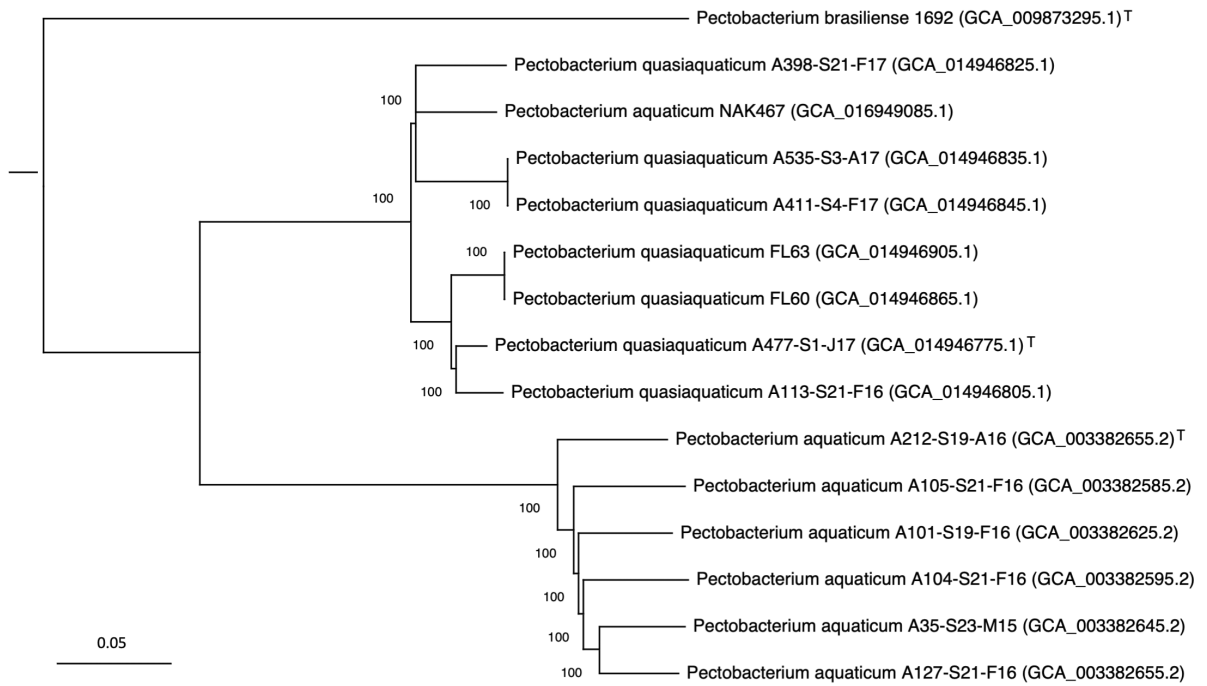 Pectobacterium brasiliense 1692 (GCA_009873295.1)T
Pectobacterium quasiaquaticum A398-S21-F17 (GCA_014946825.1)
100
Pectobacterium aquaticum NAK467 (GCA_016949085.1)
Pectobacterium quasiaquaticum A535-S3-A17 (GCA_014946835.1)
100
100
Pectobacterium quasiaquaticum A411-S4-F17 (GCA_014946845.1)
100
Pectobacterium quasiaquaticum FL63 (GCA_014946905.1)
Pectobacterium quasiaquaticum FL60 (GCA_014946865.1)
100
Pectobacterium quasiaquaticum A477-S1-J17 (GCA_014946775.1)T
100
Pectobacterium quasiaquaticum A113-S21-F16 (GCA_014946805.1)
Pectobacterium aquaticum A212-S19-A16 (GCA_003382655.2)T
Pectobacterium aquaticum A105-S21-F16 (GCA_003382585.2)
100
Pectobacterium aquaticum A101-S19-F16 (GCA_003382625.2)
100
Pectobacterium aquaticum A104-S21-F16 (GCA_003382595.2)
100
Pectobacterium aquaticum A35-S23-M15 (GCA_003382645.2)
100
0.05
100
Pectobacterium aquaticum A127-S21-F16 (GCA_003382655.2)